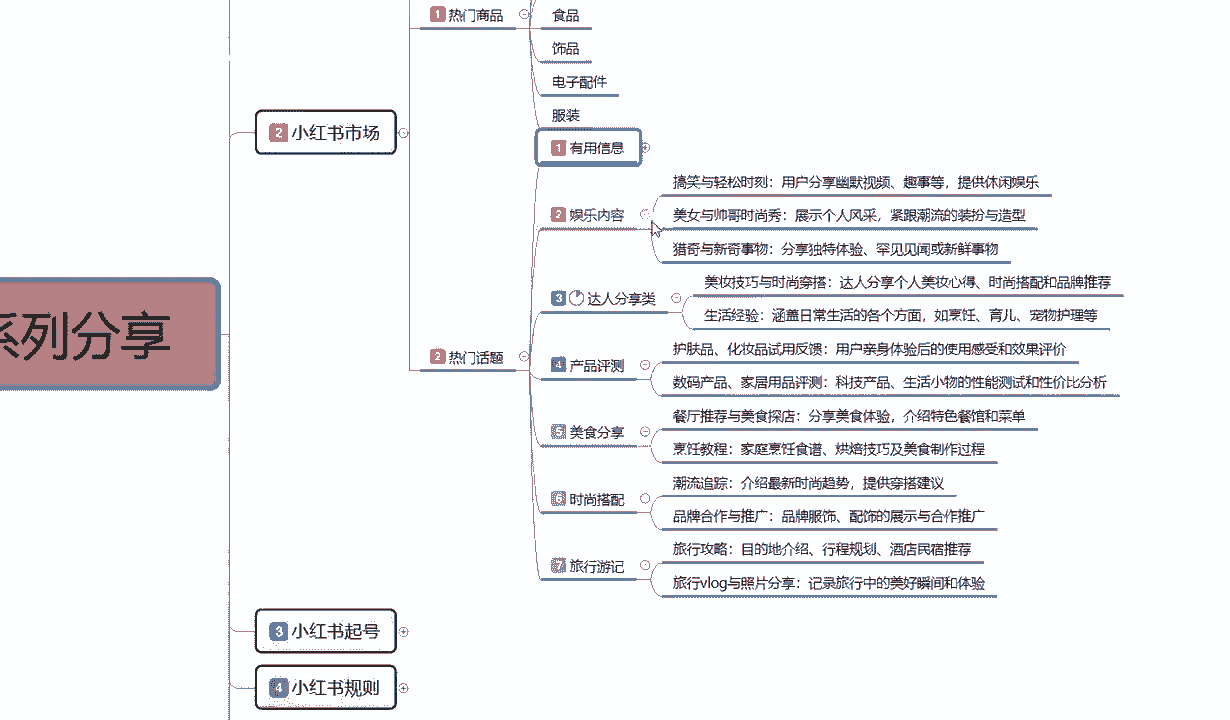 系列分享
2 小红书市场
1 热门商品
食品
饰品
电子配件
服装
2 热门话题
1 有用信息
2 娱乐内容
搞笑与轻松时刻：用户分享幽默视频、趣事等，提供休闲娱乐
美女与帅哥时尚秀：展示个人风采，紧跟潮流的装扮与造型
猎奇与新奇事物：分享独特体验、罕见见闻或新鲜事物
3 达人分享类
美妆技巧与时尚穿搭：达人分享个人美妆心得、时尚搭配和品牌推荐
生活经验：涵盖日常生活的各个方面，如烹饪、育儿、宠物护理等
4 产品评测
护肤品、化妆品试用反馈：用户亲身体验后的使用感受和效果评价
数码产品、家居用品评测：科技产品、生活小物的性能测试和性价比分析
5 美食分享
餐厅推荐与美食探店：分享美食体验，介绍特色餐馆和菜单
烹饪教程：家庭烹饪食谱、烘焙技巧及美食制作过程
6 时尚搭配
潮流追踪：介绍最新时尚趋势，提供穿搭建议
品牌合作与推广：品牌服饰、配饰的展示与合作推广
7 旅行游记
旅行攻略：目的地介绍、行程规划、酒店民宿推荐
旅行vlog与照片分享：记录旅行中的美好瞬间和体验
3 小红书起号
4 小红书规则